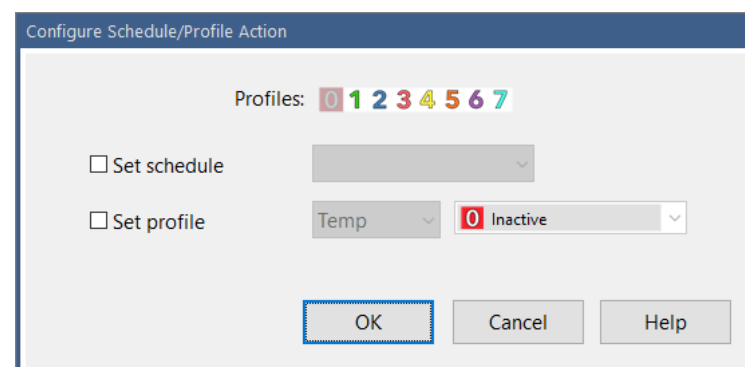 Configure Schedule/Profile Action
Profiles: 0 1 2 3 4 5 6 7
Set schedule
Set profile Temp 0 Inactive
OK Cancel Help